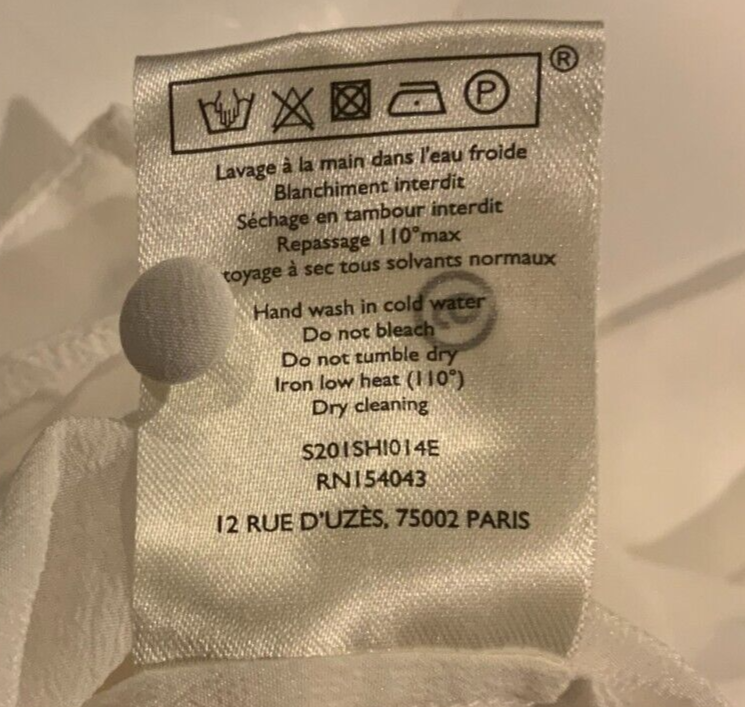 ®
P
Lavage à la main dans l'eau froide
Blanchiment interdit
Séchage en tambour interdit
Repassage 110°max
toyage à sec tous solvants normaux
Hand wash in cold water
Do not bleach
Do not tumble dry
Iron low heat (110°)
Dry cleaning
S201SHI014E
RN154043
12 RUE D'UZÈS, 75002 PARIS